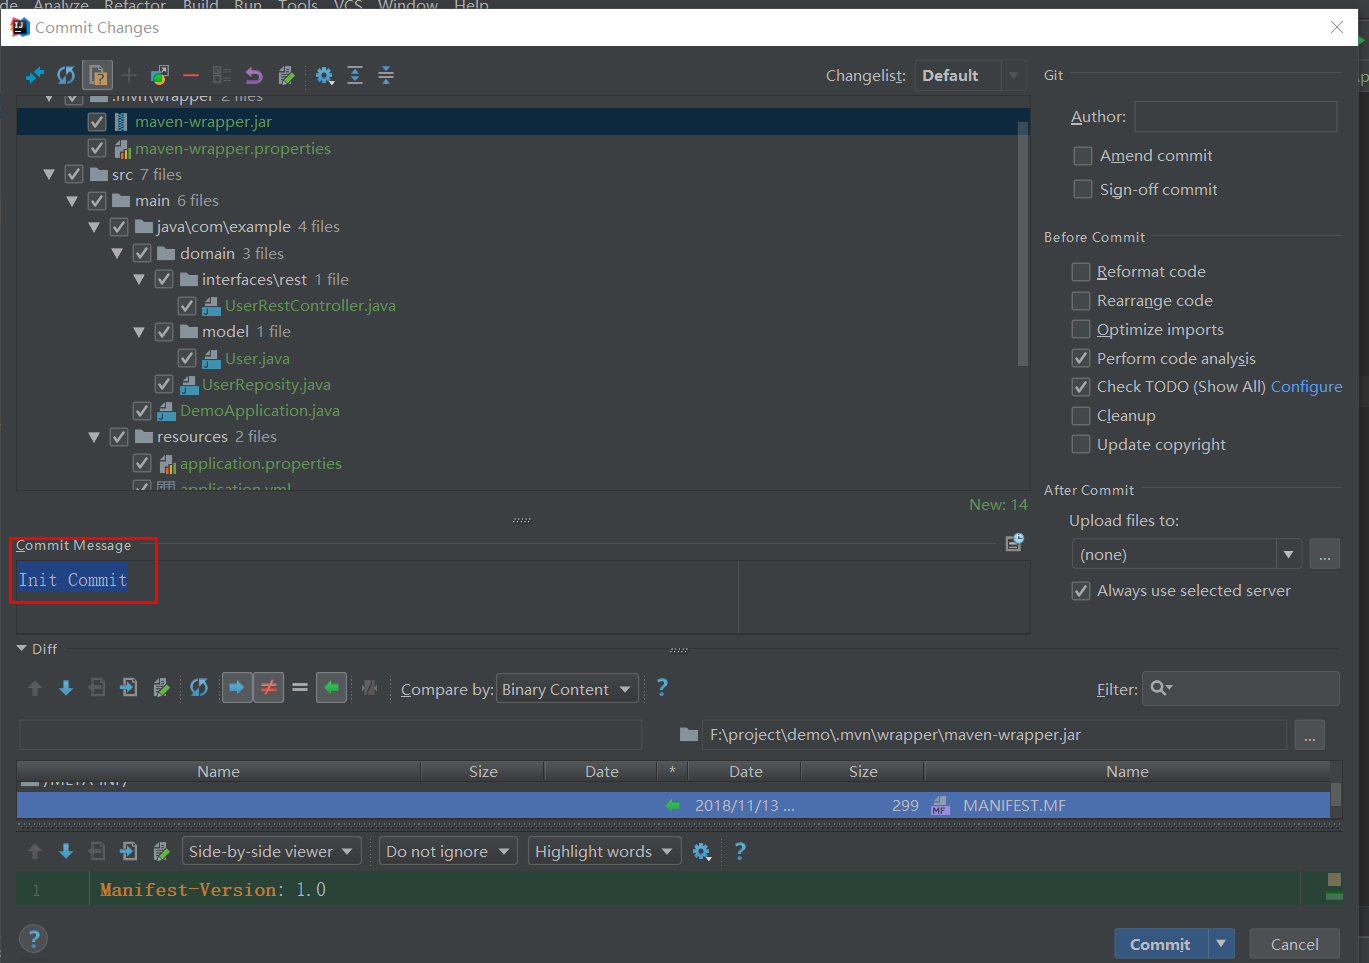 de Analyze Refactor Build Run Tools VCS Window Help
Commit Changes
Changelist: Default
.mvn\wrapper 2 files
maven-wrapper.jar
maven-wrapper.properties
src 7 files
main 6 files
java\com\example 4 files
domain 3 files
interfaces\rest 1 file
UserRestController.java
model 1 file
User.java
UserReposity.java
DemoApplication.java
resources 2 files
application.properties
application.yml
New: 14
Git
Author:
Amend commit
Sign-off commit
Before Commit
Reformat code
Rearrange code
Optimize imports
Perform code analysis
Check TODO (Show All) Configure
Cleanup
Update copyright
After Commit
Upload files to:
(none) ...
Always use selected server
Commit Message
Init Commit
Diff
Compare by: Binary Content ? Filter:
F:\project\demo\.mvn\wrapper\maven-wrapper.jar ...
Name Size Date * Date Size Name
/META-INF/
2018/11/13 ... 299 MF MANIFEST.MF
Side-by-side viewer Do not ignore Highlight words ?
1 Manifest-Version: 1.0
? Commit Cancel